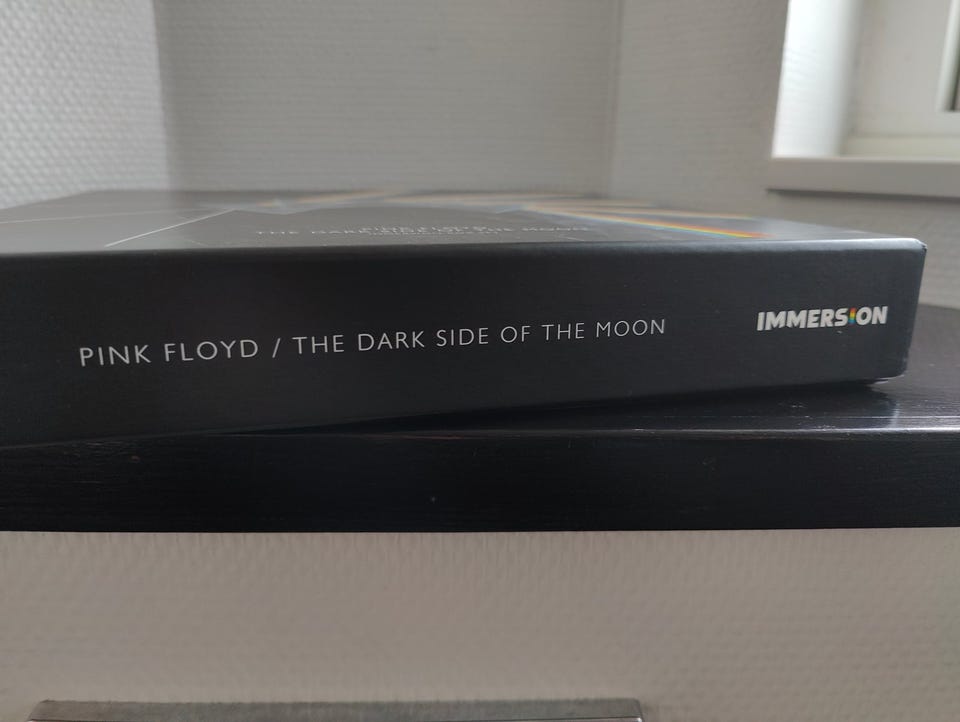 PINK FLOYD / THE DARK SIDE OF THE MOON
IMMERSION